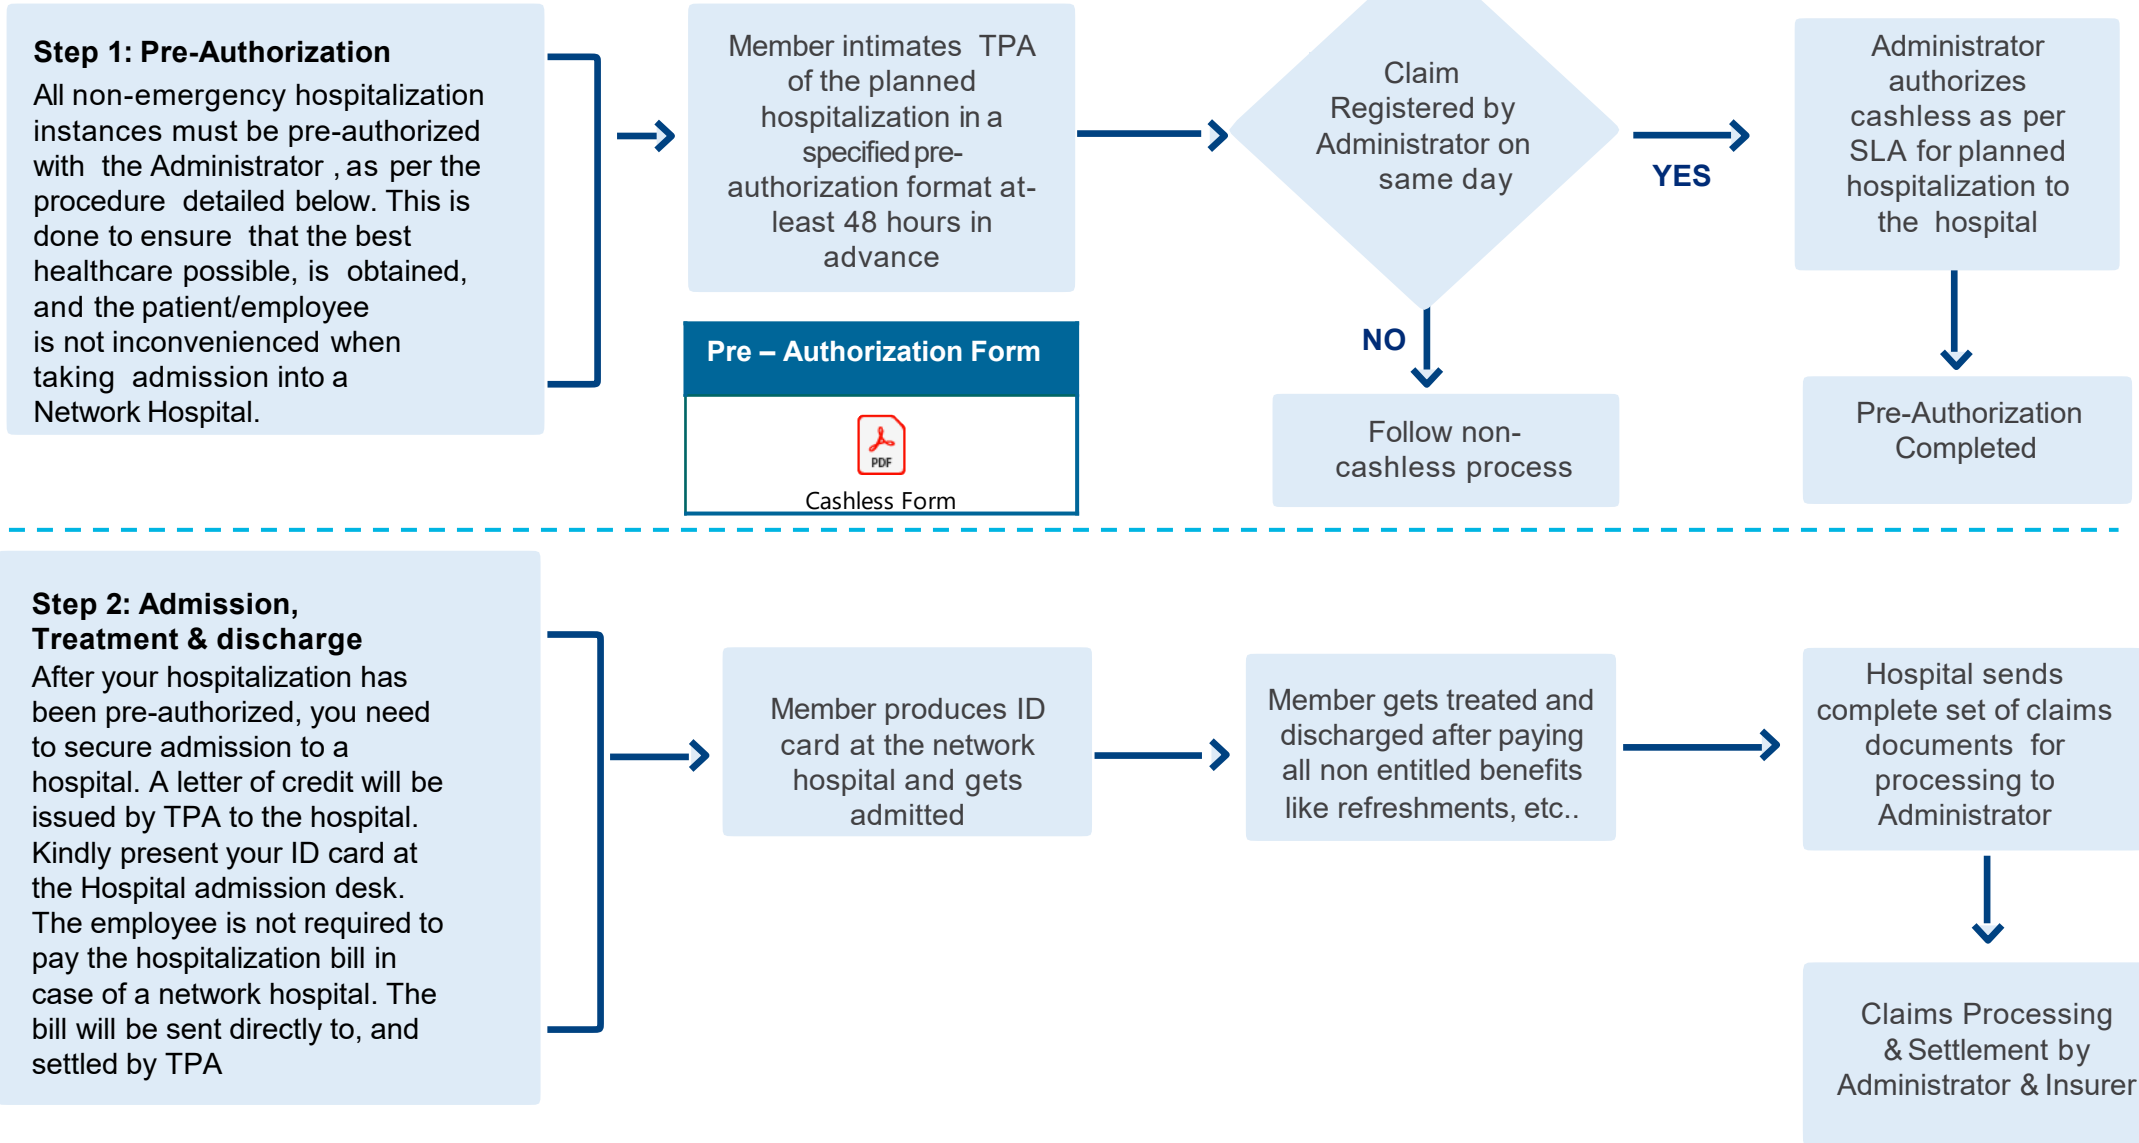 Step 1: Pre-Authorization
All non-emergency hospitalization
instances must be pre-authorized
with the Administrator , as per the
procedure detailed below. This is
done to ensure that the best
healthcare possible, is obtained,
and the patient/employee
is not inconvenienced when
taking admission into a
Network Hospital.
Member intimates TPA
of the planned
hospitalization in a
specified pre-
authorization format at-
least 48 hours in
advance
Pre – Authorization Form
PDF
Cashless Form
Claim
Registered by
Administrator on
same day
YES
NO
Follow non-
cashless process
Administrator
authorizes
cashless as per
SLA for planned
hospitalization to
the hospital
Pre-Authorization
Completed
Step 2: Admission,
Treatment & discharge
After your hospitalization has
been pre-authorized, you need
to secure admission to a
hospital. A letter of credit will be
issued by TPA to the hospital.
Kindly present your ID card at
the Hospital admission desk.
The employee is not required to
pay the hospitalization bill in
case of a network hospital. The
bill will be sent directly to, and
settled by TPA
Member produces ID
card at the network
hospital and gets
admitted
Member gets treated and
discharged after paying
all non entitled benefits
like refreshments, etc..
Hospital sends
complete set of claims
documents for
processing to
Administrator
Claims Processing
& Settlement by
Administrator & Insurer